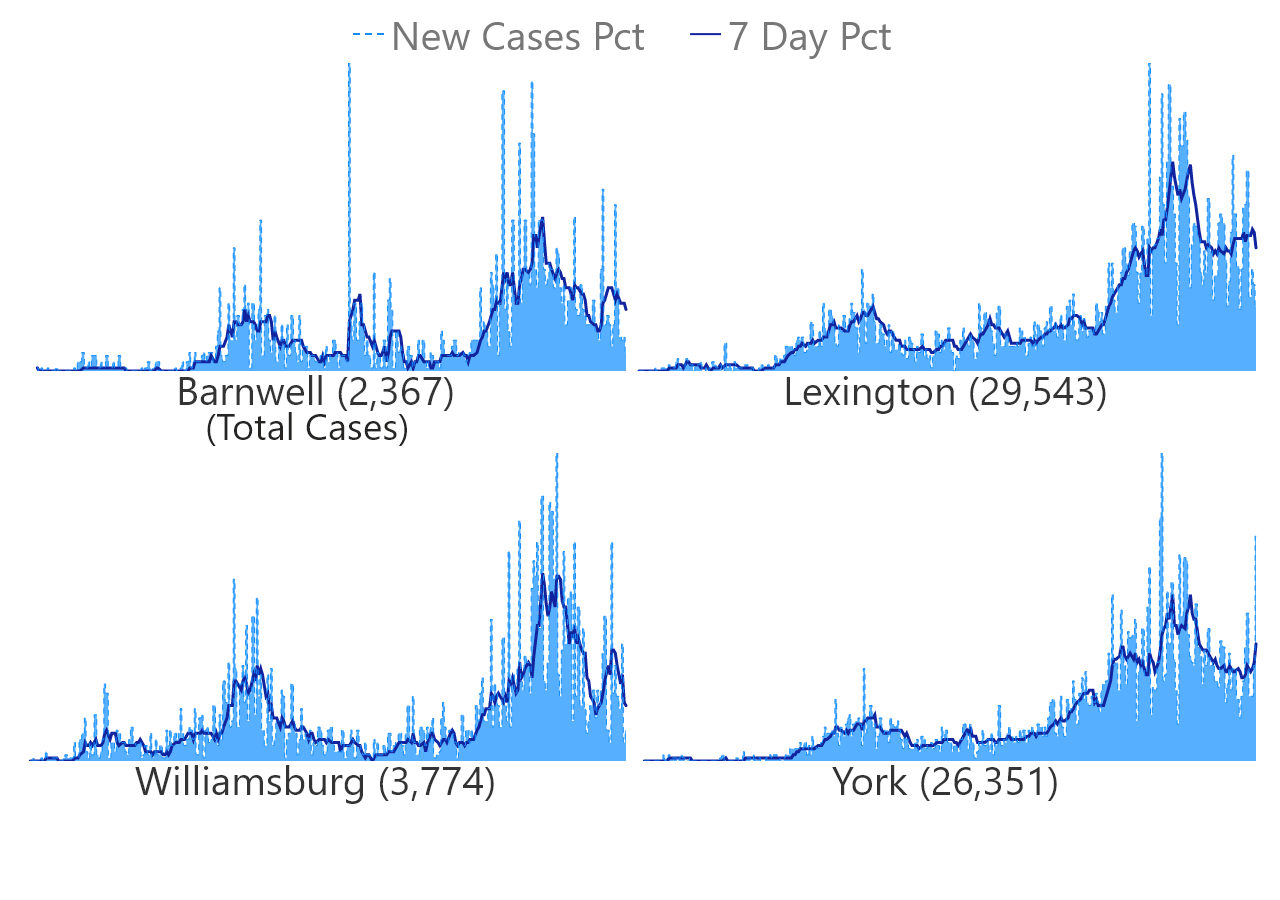 New Cases Pct 7 Day Pct
Barnwell (2,367) Lexington (29,543)
(Total Cases)
Williamsburg (3,774) York (26,351)